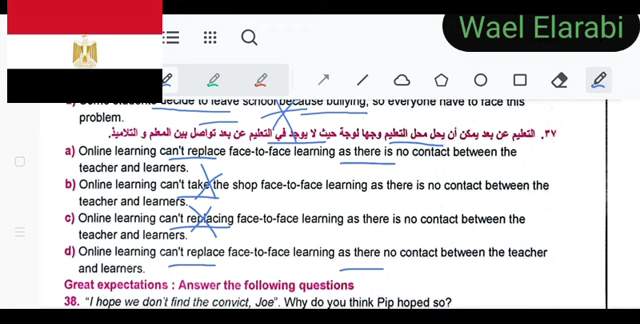 Wael Elarabi
b) Some students decide to leave school because bullying, so everyone have to face this
problem.
٣٧. التعليم عن بعد يمكن أن يحل محل التعليم وجها لوجة حيث لا يوجد في التعليم عن بعد تواصل بين المعلم و التلاميذ.
a) Online learning can't replace face-to-face learning as there is no contact between the
teacher and learners.
b) Online learning can't take the shop face-to-face learning as there is no contact between the
teacher and learners.
c) Online learning can't replacing face-to-face learning as there is no contact between the
teacher and learners.
d) Online learning can't replace face-to-face learning as there no contact between the teacher
and learners.
Great expectations : Answer the following questions
38. "I hope we don't find the convict, Joe". Why do you think Pip hoped so?